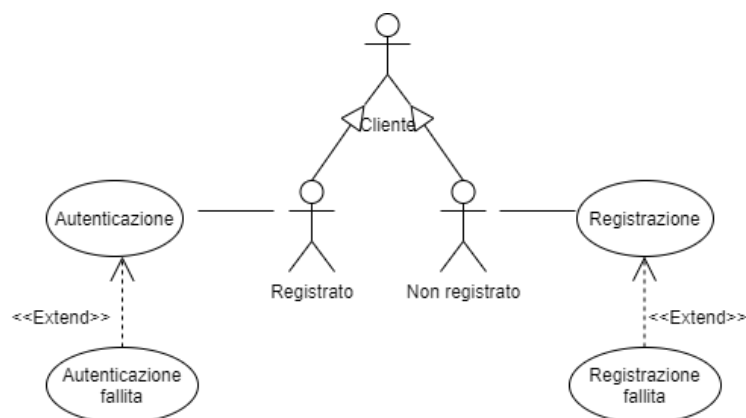 Cliente
Autenticazione
Registrazione
Registrato
Non registrato
<<Extend>>
<<Extend>>
Autenticazione
fallita
Registrazione
fallita